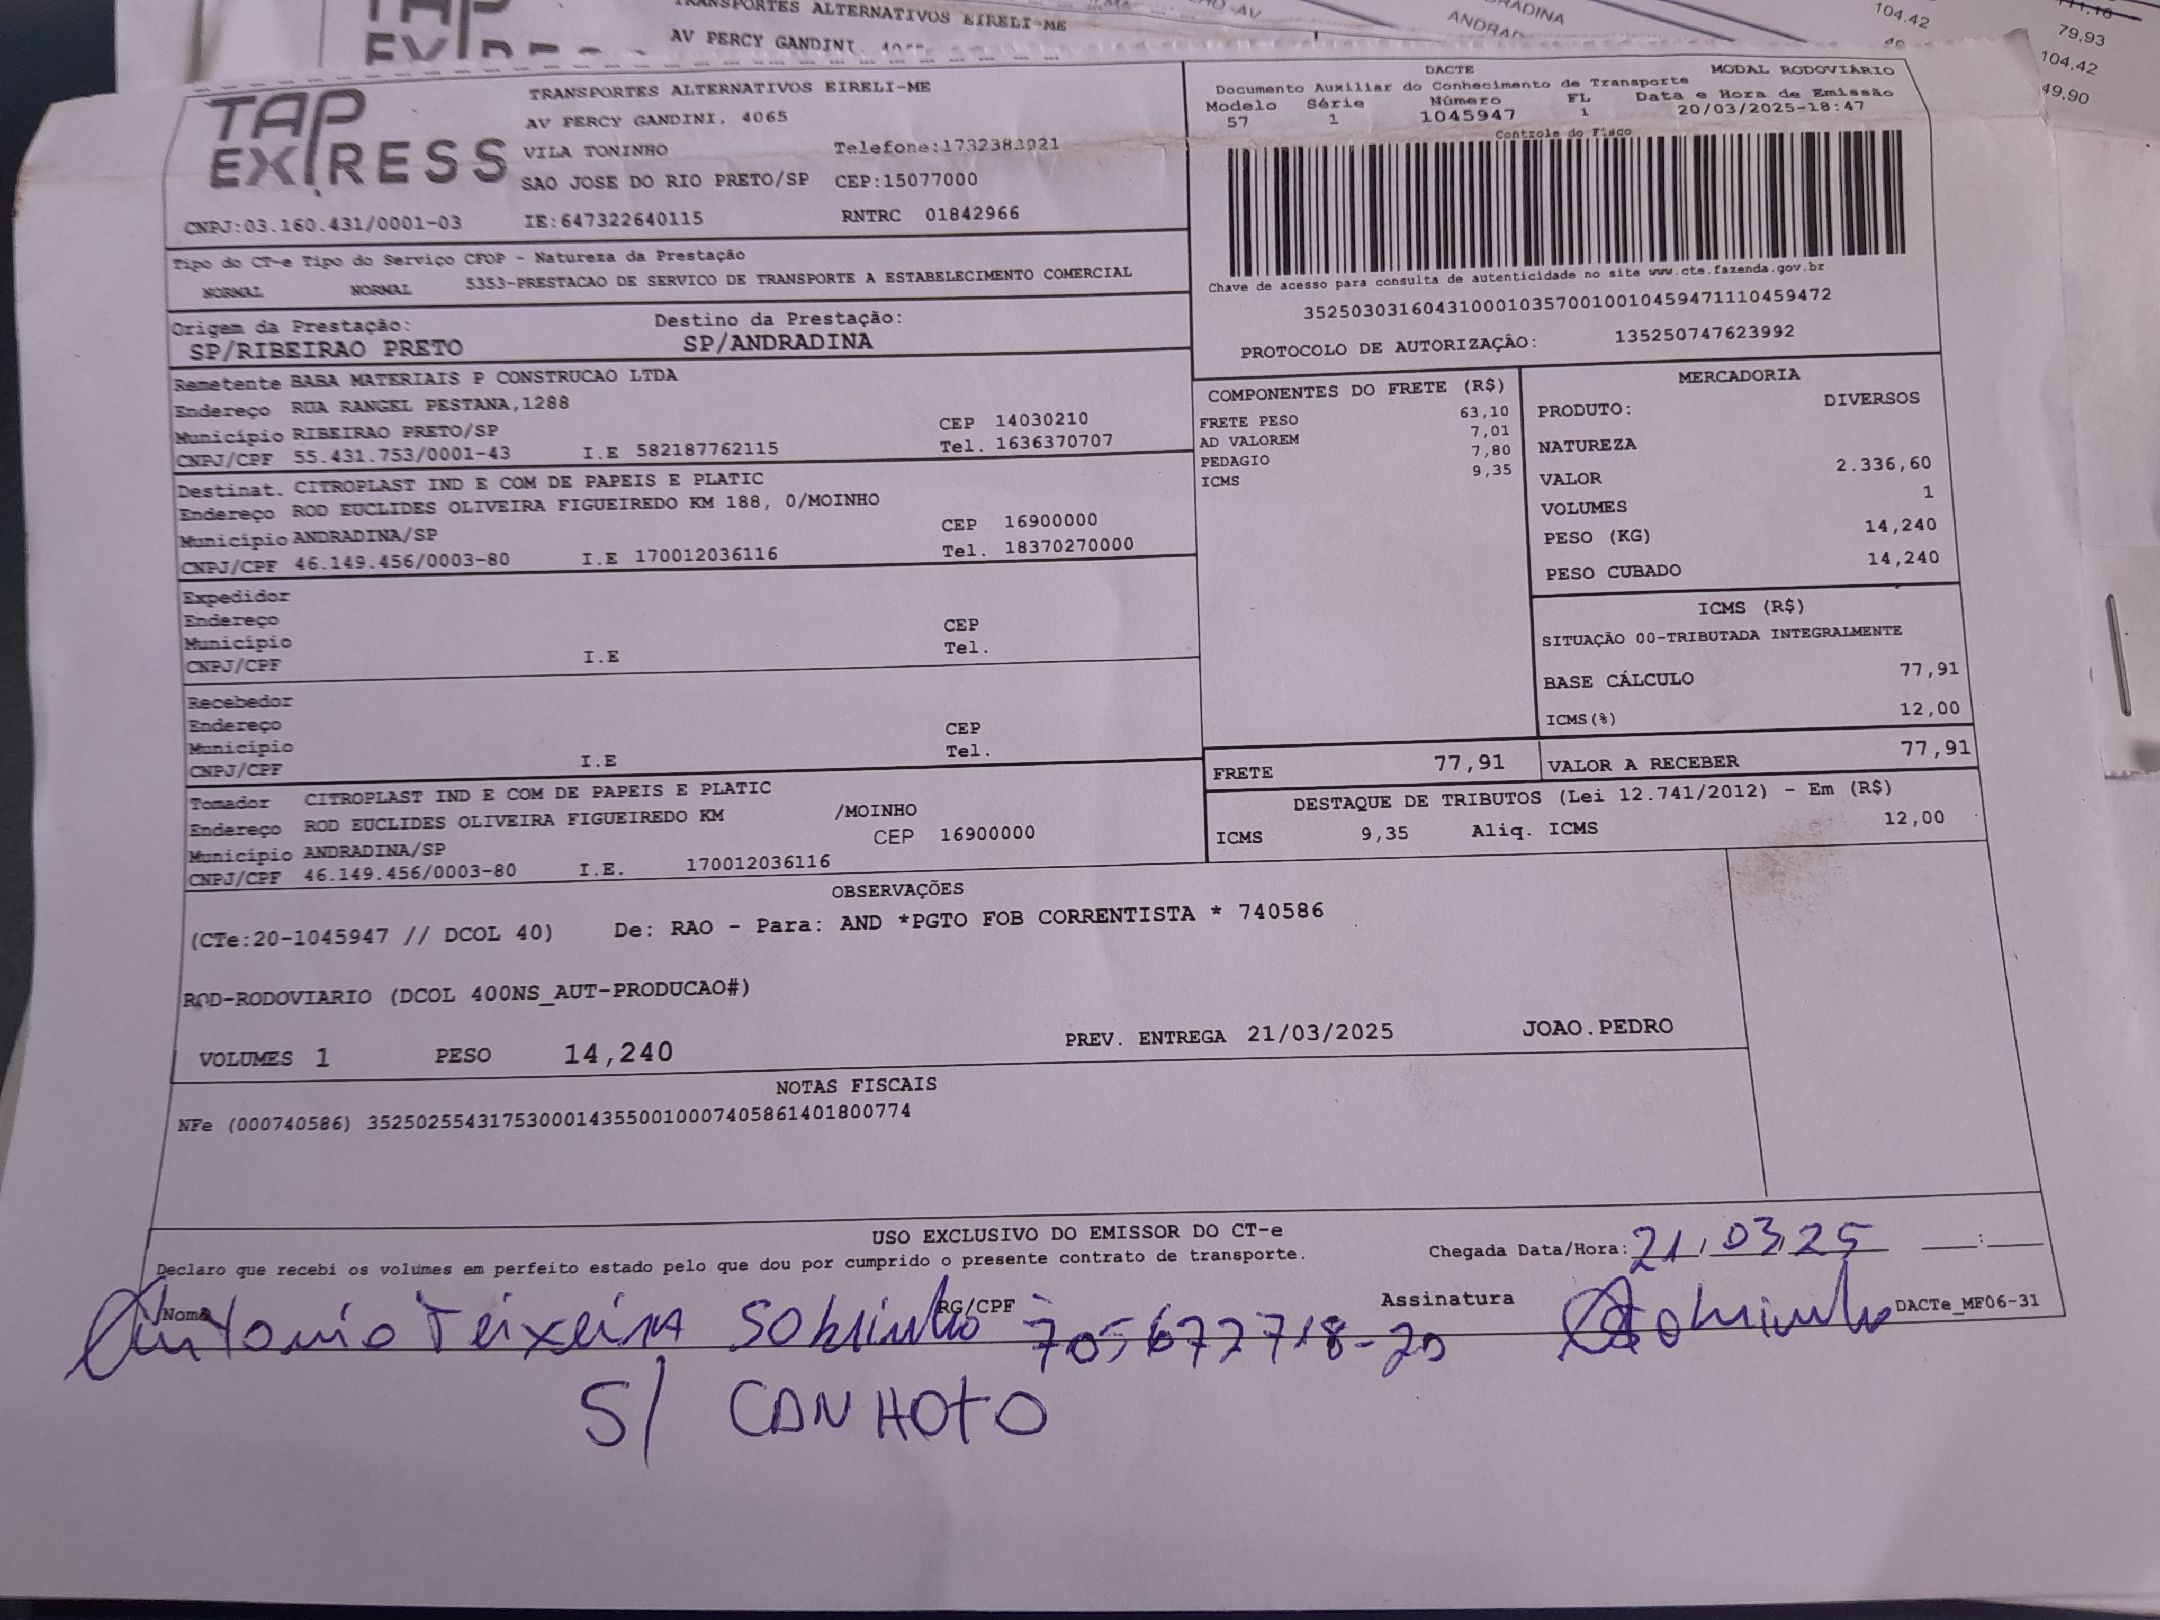 TRANSPORTES ALTERNATIVOS EIRELI-ME
AV PERCY GANDINI,
ANDRADINA
104.42
79,93
104.42
49,90
TAP EXPRESS
TRANSPORTES ALTERNATIVOS EIRELI-ME
AV PERCY GANDINI, 4065
VILA TONINHO Telefone:1732383021
SAO JOSE DO RIO PRETO/SP CEP:15077000
CNPJ:03.160.431/0001-03 IE:647322640115 RNTRC 01842966
DACTE MODAL RODOVIÁRIO
Documento Auxiliar do Conhecimento de Transporte
Modelo Série Número FL Data e Hora de Emissão
57 1 1045947 1 20/03/2025-18:47
Controle do Fisco
Chave de acesso para consulta de autenticidade no site www.cte.fazenda.gov.br
35250303160431000103570010010459471110459472
PROTOCOLO DE AUTORIZAÇÂO: 135250747623992
Tipo do CT-e Tipo do Serviço CFOP - Natureza da Prestação
NORMAL NORMAL 5353-PRESTACAO DE SERVICO DE TRANSPORTE A ESTABELECIMENTO COMERCIAL
Origem da Prestação: Destino da Prestação:
SP/RIBEIRAO PRETO SP/ANDRADINA
Remetente BABA MATERIAIS P CONSTRUCAO LTDA
Endereço RUA RANGEL PESTANA,1288
Município RIBEIRAO PRETO/SP CEP 14030210
CNPJ/CPF 55.431.753/0001-43 I.E 582187762115 Tel. 1636370707
Destinat. CITROPLAST IND E COM DE PAPEIS E PLATIC
Endereço ROD EUCLIDES OLIVEIRA FIGUEIREDO KM 188, 0/MOINHO
Município ANDRADINA/SP CEP 16900000
CNPJ/CPF 46.149.456/0003-80 I.E 170012036116 Tel. 18370270000
Expedidor
Endereço
Município CEP
CNPJ/CPF I.E Tel.
Recebedor
Endereço
Município CEP
CNPJ/CPF I.E Tel.
Tomador CITROPLAST IND E COM DE PAPEIS E PLATIC
Endereço ROD EUCLIDES OLIVEIRA FIGUEIREDO KM /MOINHO
Município ANDRADINA/SP CEP 16900000
CNPJ/CPF 46.149.456/0003-80 I.E. 170012036116
COMPONENTES DO FRETE (R$)
FRETE PESO 63,10
AD VALOREM 7,01
PEDAGIO 7,80
ICMS 9,35
MERCADORIA
PRODUTO: DIVERSOS
NATUREZA
VALOR 2.336,60
VOLUMES 1
PESO (KG) 14,240
PESO CUBADO 14,240
ICMS (R$)
SITUAÇÃO 00-TRIBUTADA INTEGRALMENTE
BASE CÁLCULO 77,91
ICMS(%) 12,00
FRETE 77,91 VALOR A RECEBER 77,91
DESTAQUE DE TRIBUTOS (Lei 12.741/2012) - Em (R$)
ICMS 9,35 Aliq. ICMS 12,00
OBSERVAÇÕES
(CTe:20-1045947 // DCOL 40) De: RAO - Para: AND *PGTO FOB CORRENTISTA * 740586
ROD-RODOVIARIO (DCOL 400NS_AUT-PRODUCAO#)
VOLUMES 1 PESO 14,240 PREV. ENTREGA 21/03/2025 JOAO.PEDRO
NOTAS FISCAIS
NFe (000740586) 35250255431753000143550010007405861401800774
USO EXCLUSIVO DO EMISSOR DO CT-e
Declaro que recebi os volumes em perfeito estado pelo que dou por cumprido o presente contrato de transporte. Chegada Data/Hora: 21/03/25 :
Nome RG/CPF Assinatura DACTe_MF06-31
Antonio Teixeira Sobrinho 705672718-20 Sobrinho
S/ CANHOTO